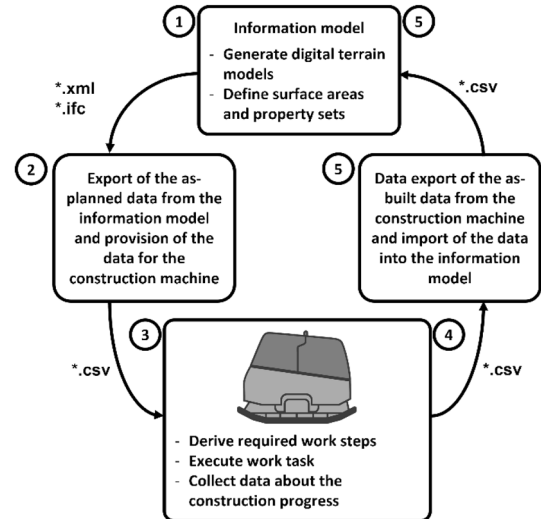 1
5
Information model
- Generate digital terrain
models
- Define surface areas
and property sets
*.xml
*.ifc
*.csv
2
Export of the as-
planned data from the
information model
and provision of the
data for the
construction machine
5
Data export of the as-
built data from the
construction machine
and import of the data
into the information
model
*.csv
3
4
*.csv
- Derive required work steps
- Execute work task
- Collect data about the
construction progress